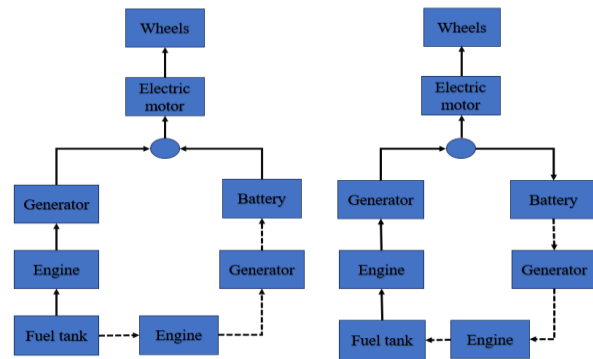 Wheels
Electric
motor
Generator
Battery
Engine
Generator
Fuel tank
Engine
Wheels
Electric
motor
Generator
Battery
Engine
Generator
Fuel tank
Engine